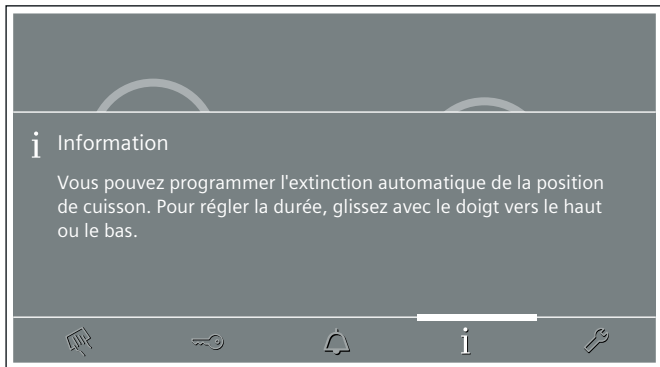 i Information
Vous pouvez programmer l'extinction automatique de la position
de cuisson. Pour régler la durée, glissez avec le doigt vers le haut
ou le bas.
i